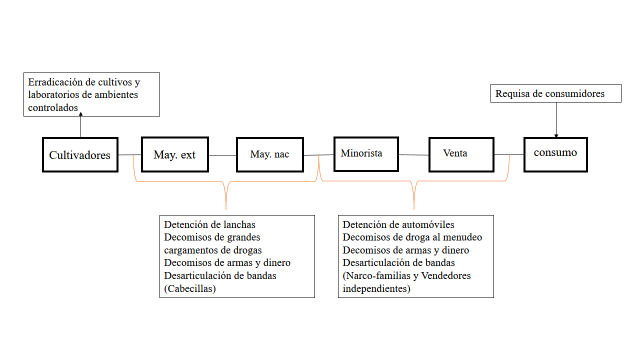 Erradicación de cultivos y
laboratorios de ambientes
controlados
Requisa de consumidores
Cultivadores
May. ext
May. nac
Minorista
Venta
consumo
Detención de lanchas
Decomisos de grandes
cargamentos de drogas
Decomisos de armas y dinero
Desarticulación de bandas
(Cabecillas)
Detención de automóviles
Decomisos de droga al menudeo
Decomisos de armas y dinero
Desarticulación de bandas
(Narco-familias y Vendedores
independientes)